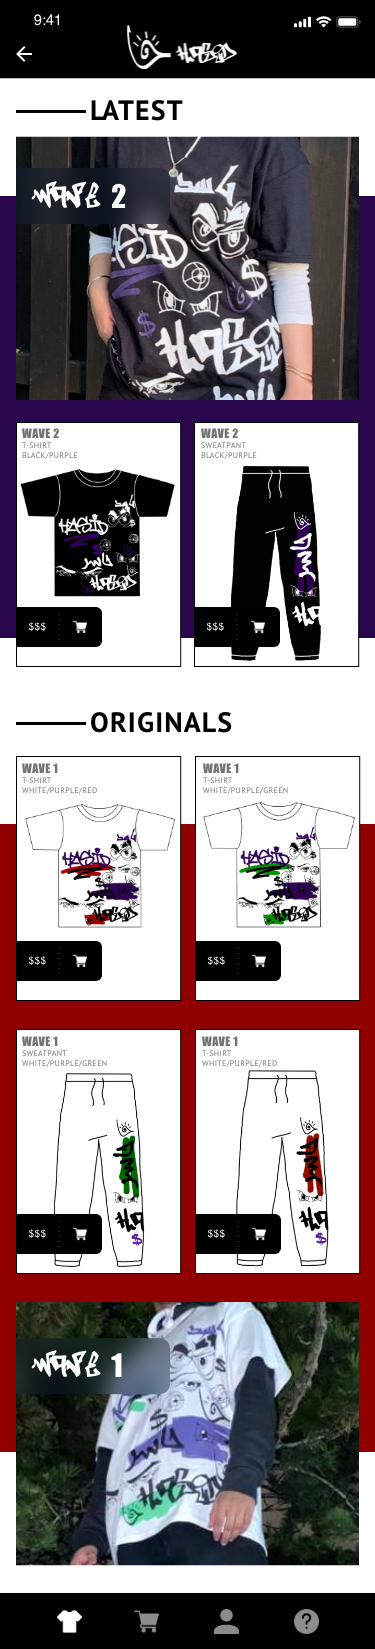 9:41
HASID
LATEST
WAVE 2
WAVE 2
T-SHIRT
BLACK/PURPLE
$$$
WAVE 2
SWEATPANT
BLACK/PURPLE
$$$
ORIGINALS
WAVE 1
T-SHIRT
WHITE/PURPLE/RED
$$$
WAVE 1
T-SHIRT
WHITE/PURPLE/GREEN
$$$
WAVE 1
SWEATPANT
WHITE/PURPLE/GREEN
$$$
WAVE 1
T-SHIRT
WHITE/PURPLE/RED
$$$
WAVE 1